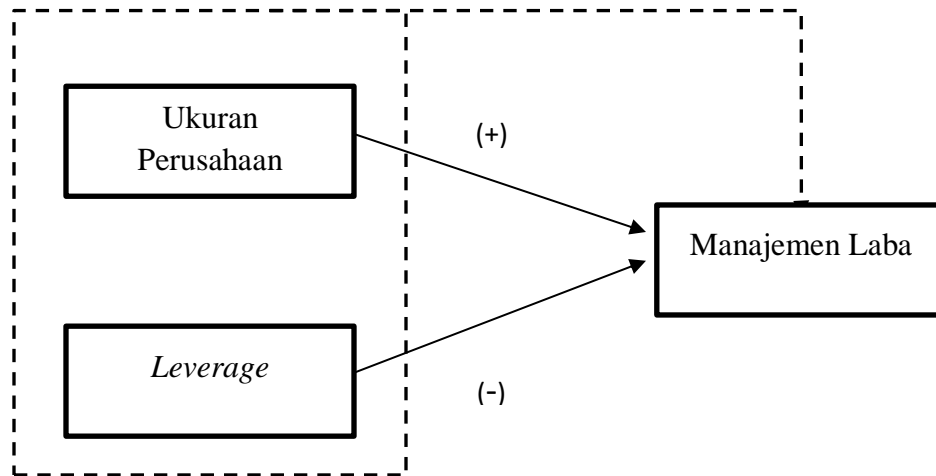 Ukuran
Perusahaan
(+)
Manajemen Laba
Leverage
(-)